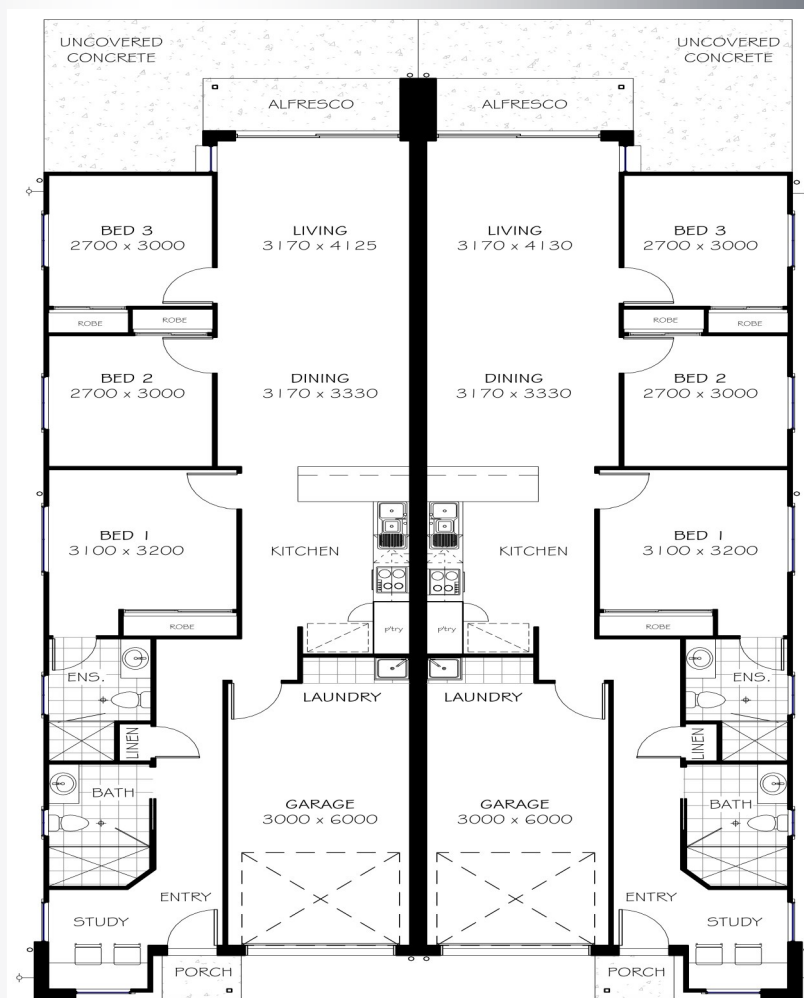 UNCOVERED
CONCRETE
UNCOVERED
CONCRETE
ALFRESCO
ALFRESCO
BED 3
2700 x 3000
LIVING
3170 x 4125
LIVING
3170 x 4130
BED 3
2700 x 3000
ROBE
ROBE
ROBE
ROBE
BED 2
2700 x 3000
DINING
3170 x 3330
DINING
3170 x 3330
BED 2
2700 x 3000
BED 1
3100 x 3200
KITCHEN
KITCHEN
BED 1
3100 x 3200
ROBE
p'try
p'try
ROBE
ENS.
LAUNDRY
LAUNDRY
ENS.
LINEN
LINEN
BATH
GARAGE
3000 x 6000
GARAGE
3000 x 6000
BATH
ENTRY
ENTRY
STUDY
STUDY
PORCH
PORCH